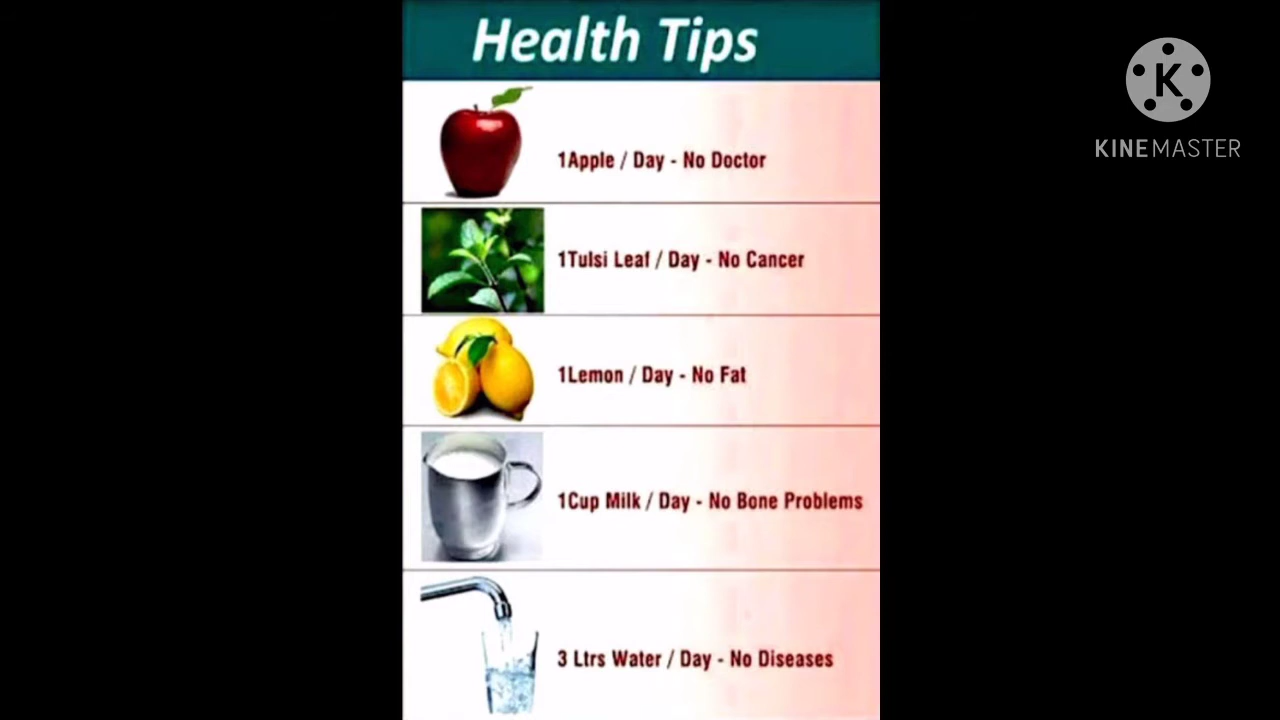 Health Tips
1Apple / Day - No Doctor
1Tulsi Leaf / Day - No Cancer
1Lemon / Day - No Fat
1Cup Milk / Day - No Bone Problems
3 Ltrs Water / Day - No Diseases
K
KINEMASTER